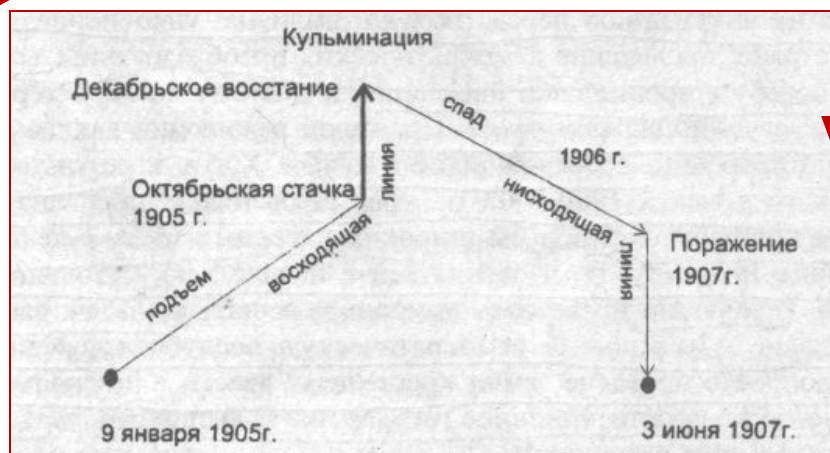 Кульминация
Декабрьское восстание
спад
1906 г.
Октябрьская стачка
1905 г.
линия
восходящая
подъем
нисходящая
линия
Поражение
1907г.
9 января 1905г.
3 июня 1907г.